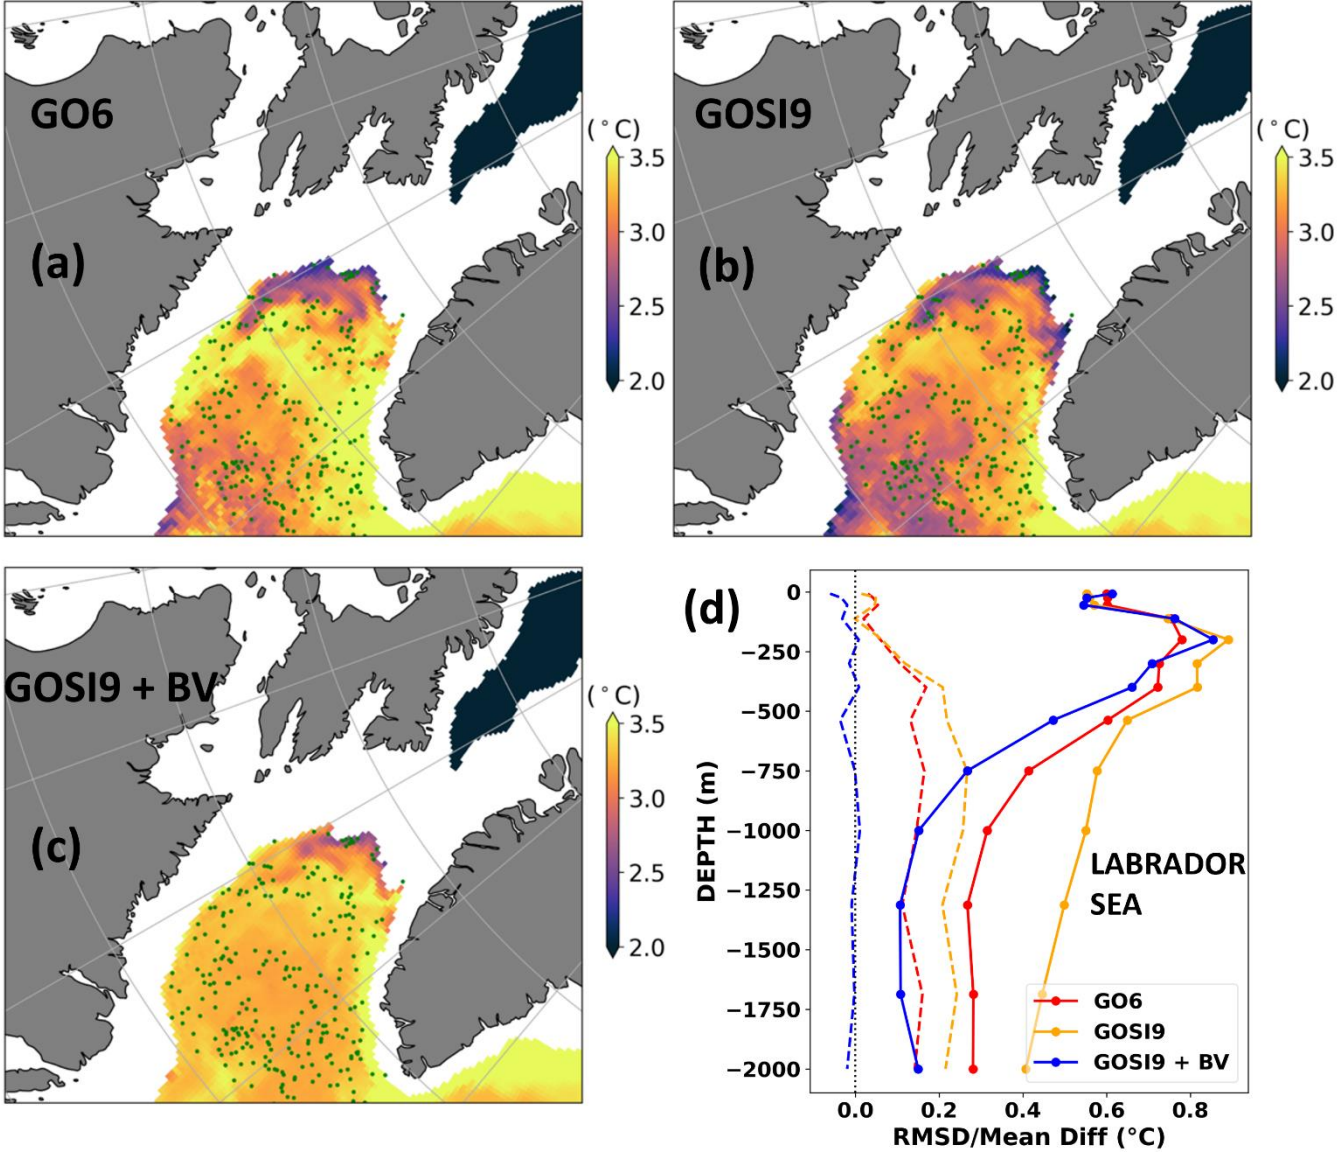 GO6
(a)
(°C)
3.5
3.0
2.5
2.0
GOSI9
(b)
(°C)
3.5
3.0
2.5
2.0
GOSI9 + BV
(c)
(°C)
3.5
3.0
2.5
2.0
(d)
0
−250
−500
−750
−1000
−1250
−1500
−1750
−2000
DEPTH (m)
LABRADOR
SEA
GO6
GOSI9
GOSI9 + BV
0.0 0.2 0.4 0.6 0.8
RMSD/Mean Diff (°C)